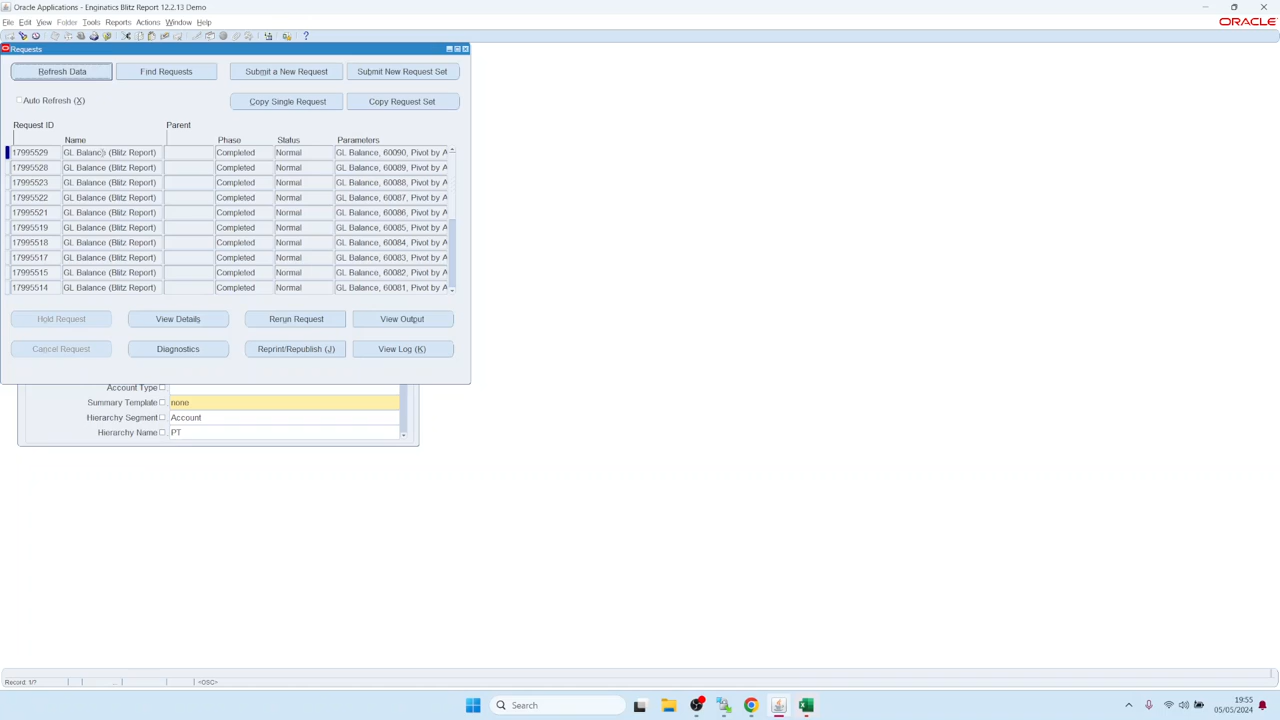 Oracle Applications - Enginatics Blitz Report 12.2.13 Demo
File Edit View Folder Tools Reports Actions Window Help
ORACLE
Requests
Refresh Data Find Requests Submit a New Request Submit New Request Set
Auto Refresh (X) Copy Single Request Copy Request Set
Request ID Parent
Name Phase Status Parameters
17995529 GL Balance (Blitz Report) Completed Normal GL Balance, 60090, Pivot by A
17995528 GL Balance (Blitz Report) Completed Normal GL Balance, 60089, Pivot by A
17995523 GL Balance (Blitz Report) Completed Normal GL Balance, 60088, Pivot by A
17995522 GL Balance (Blitz Report) Completed Normal GL Balance, 60087, Pivot by A
17995521 GL Balance (Blitz Report) Completed Normal GL Balance, 60086, Pivot by A
17995519 GL Balance (Blitz Report) Completed Normal GL Balance, 60085, Pivot by A
17995518 GL Balance (Blitz Report) Completed Normal GL Balance, 60084, Pivot by A
17995517 GL Balance (Blitz Report) Completed Normal GL Balance, 60083, Pivot by A
17995515 GL Balance (Blitz Report) Completed Normal GL Balance, 60082, Pivot by A
17995514 GL Balance (Blitz Report) Completed Normal GL Balance, 60081, Pivot by A
Hold Request View Details Rerun Request View Output
Cancel Request Diagnostics Reprint/Republish (J) View Log (K)
Account Type
Summary Template none
Hierarchy Segment Account
Hierarchy Name PT
Record: 1/? ... <OSC>
Search
19:55
05/05/2024